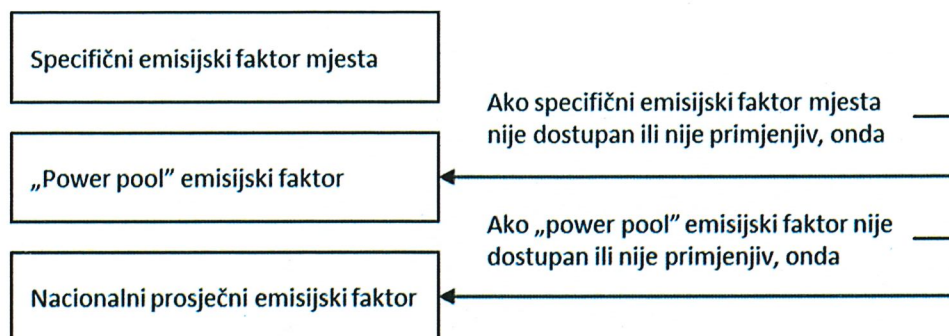 Specifični emisijski faktor mjesta
Ako specifični emisijski faktor mjesta
nije dostupan ili nije primjenjiv, onda
„Power pool” emisijski faktor
Ako „power pool” emisijski faktor nije
dostupan ili nije primjenjiv, onda
Nacionalni prosječni emisijski faktor